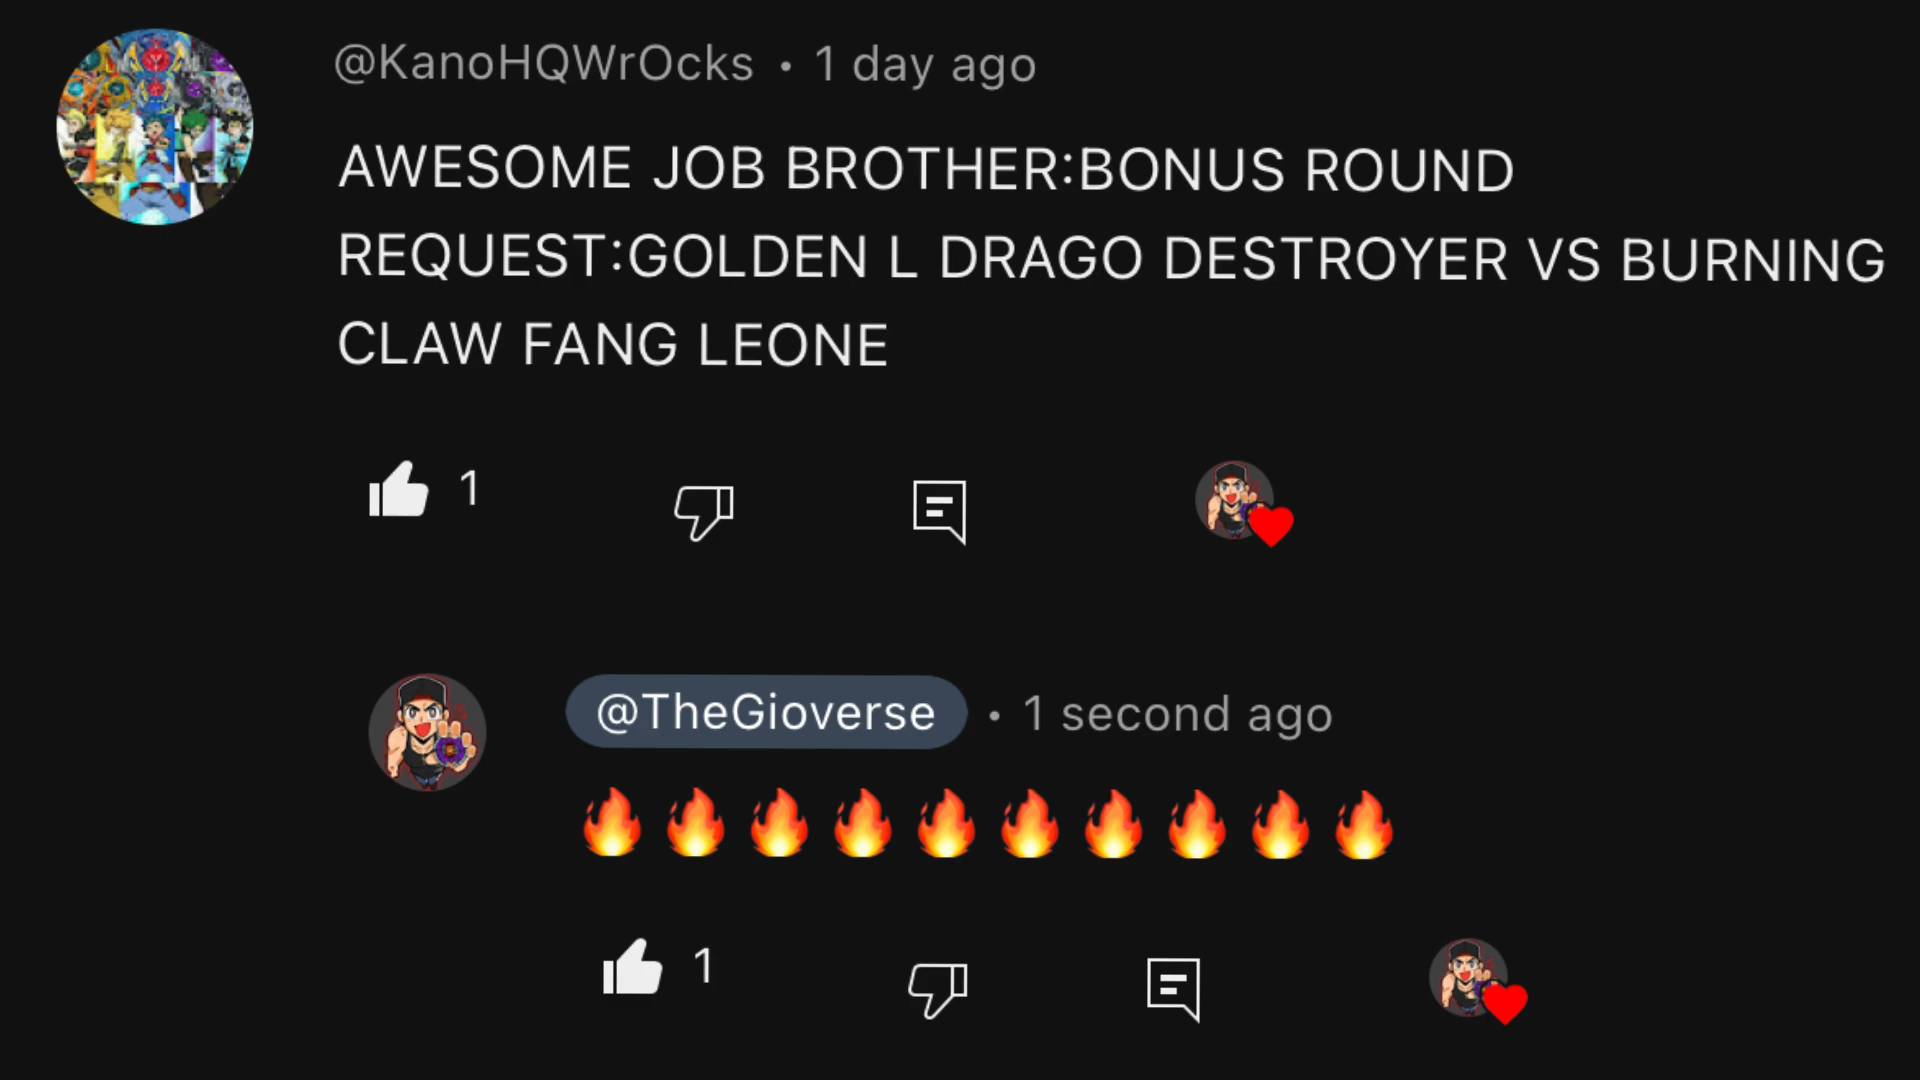 @KanoHQWrOcks • 1 day ago
AWESOME JOB BROTHER:BONUS ROUND
REQUEST:GOLDEN L DRAGO DESTROYER VS BURNING
CLAW FANG LEONE
1
@TheGioverse • 1 second ago
🔥🔥🔥🔥🔥🔥🔥🔥🔥🔥
1